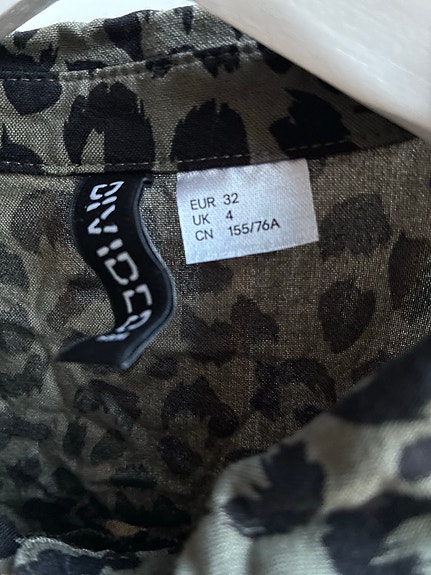 DIVIDED
EUR 32
UK 4
CN 155/76A